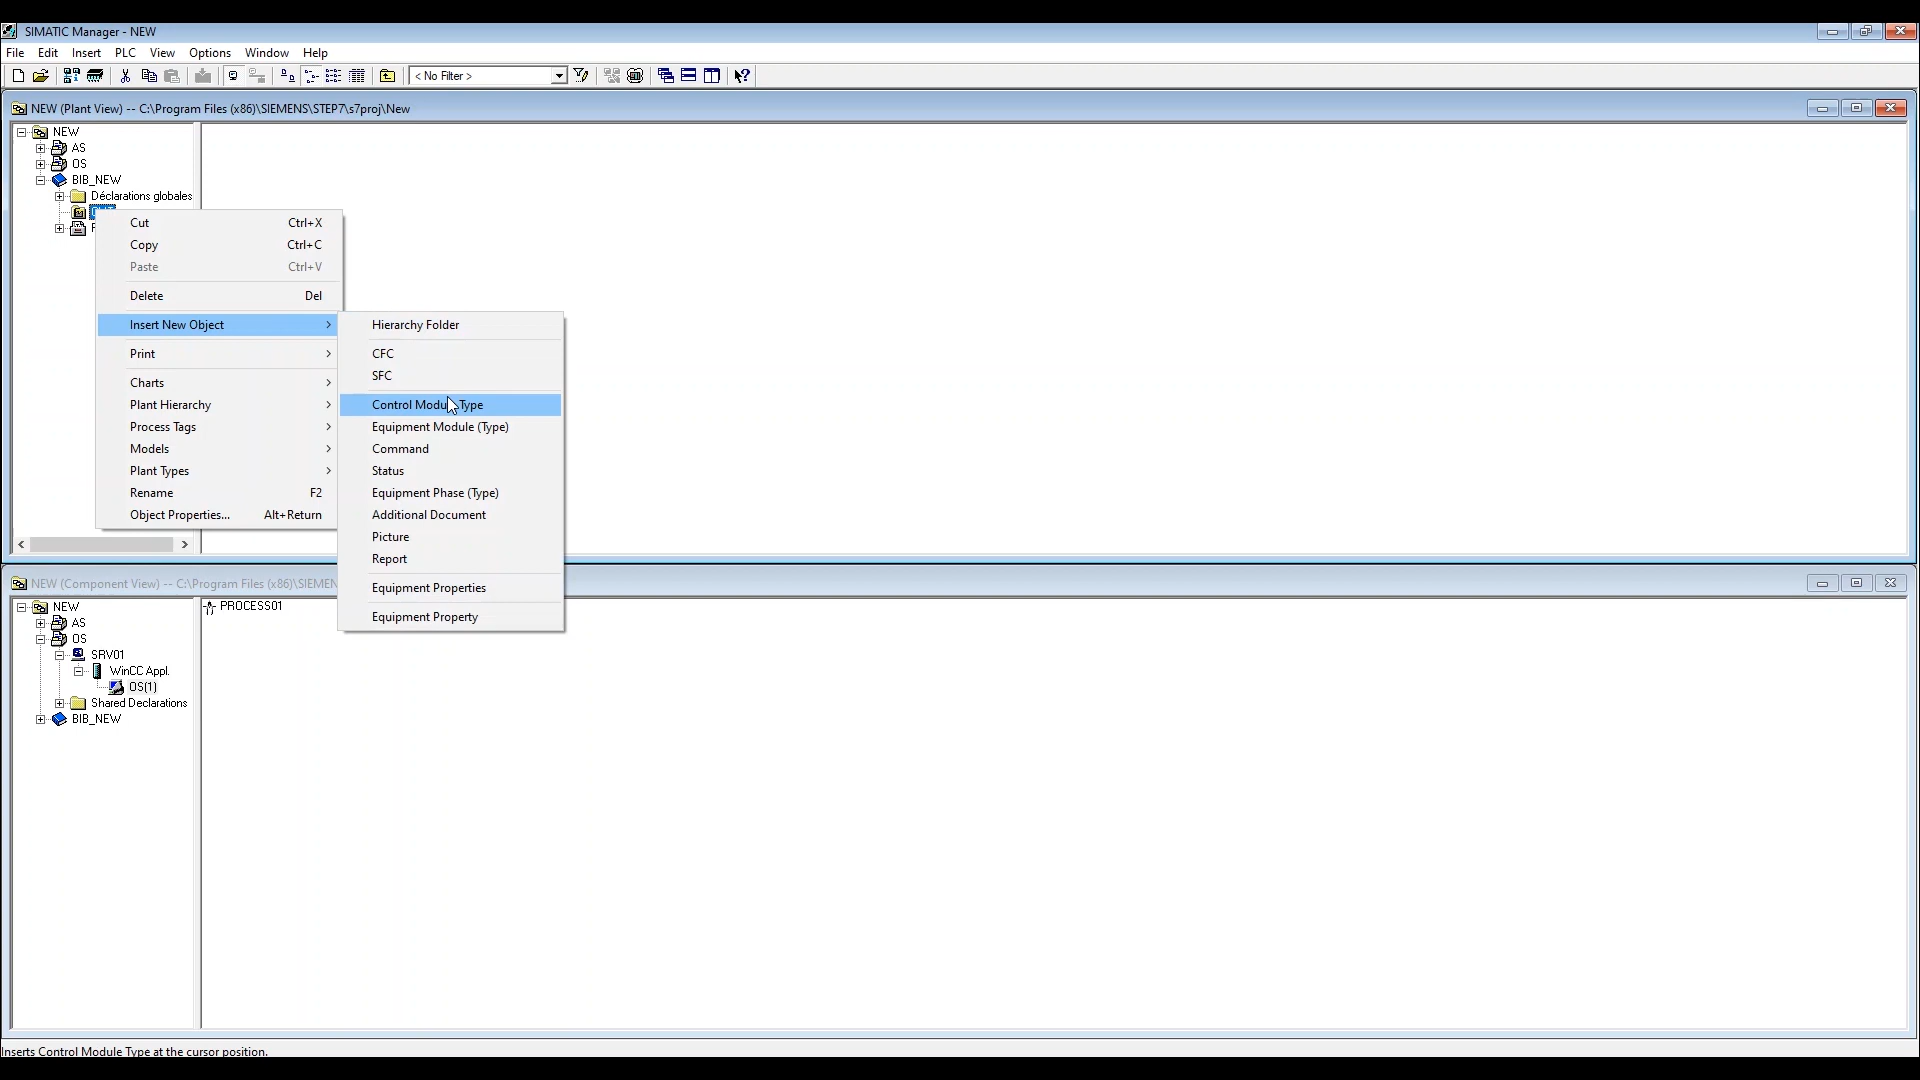 SIMATIC Manager - NEW
File Edit Insert PLC View Options Window Help
< No Filter >
NEW (Plant View) -- C:\Program Files (x86)\SIEMENS\STEP7\s7proj\New
NEW
AS
OS
BIB_NEW
Déclarations globales
Cut Ctrl+X
Copy Ctrl+C
Paste Ctrl+V
Delete Del
Insert New Object
Print
Charts
Plant Hierarchy
Process Tags
Models
Plant Types
Rename F2
Object Properties... Alt+Return
Hierarchy Folder
CFC
SFC
Control Module Type
Equipment Module (Type)
Command
Status
Equipment Phase (Type)
Additional Document
Picture
Report
Equipment Properties
Equipment Property
NEW (Component View) -- C:\Program Files (x86)\SIEMEN
NEW
AS
OS
SRV01
WinCC Appl.
OS(1)
Shared Declarations
BIB_NEW
PROCESS01
Inserts Control Module Type at the cursor position.